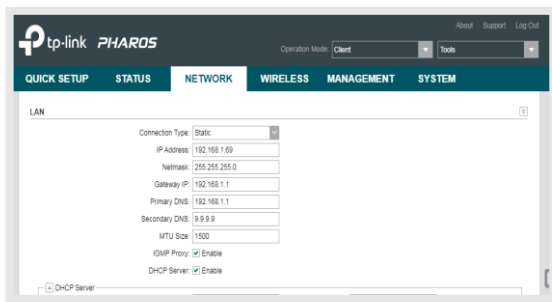 About Support Log Out
tp-link PHAROS
Operation Mode: Client Tools
QUICK SETUP STATUS NETWORK WIRELESS MANAGEMENT SYSTEM
LAN
Connection Type: Static
IP Address: 192.168.1.69
Netmask: 255.255.255.0
Gateway IP: 192.168.1.1
Primary DNS: 192.168.1.1
Secondary DNS: 9.9.9.9
MTU Size: 1500
IGMP Proxy: Enable
DHCP Server: Enable
DHCP Server